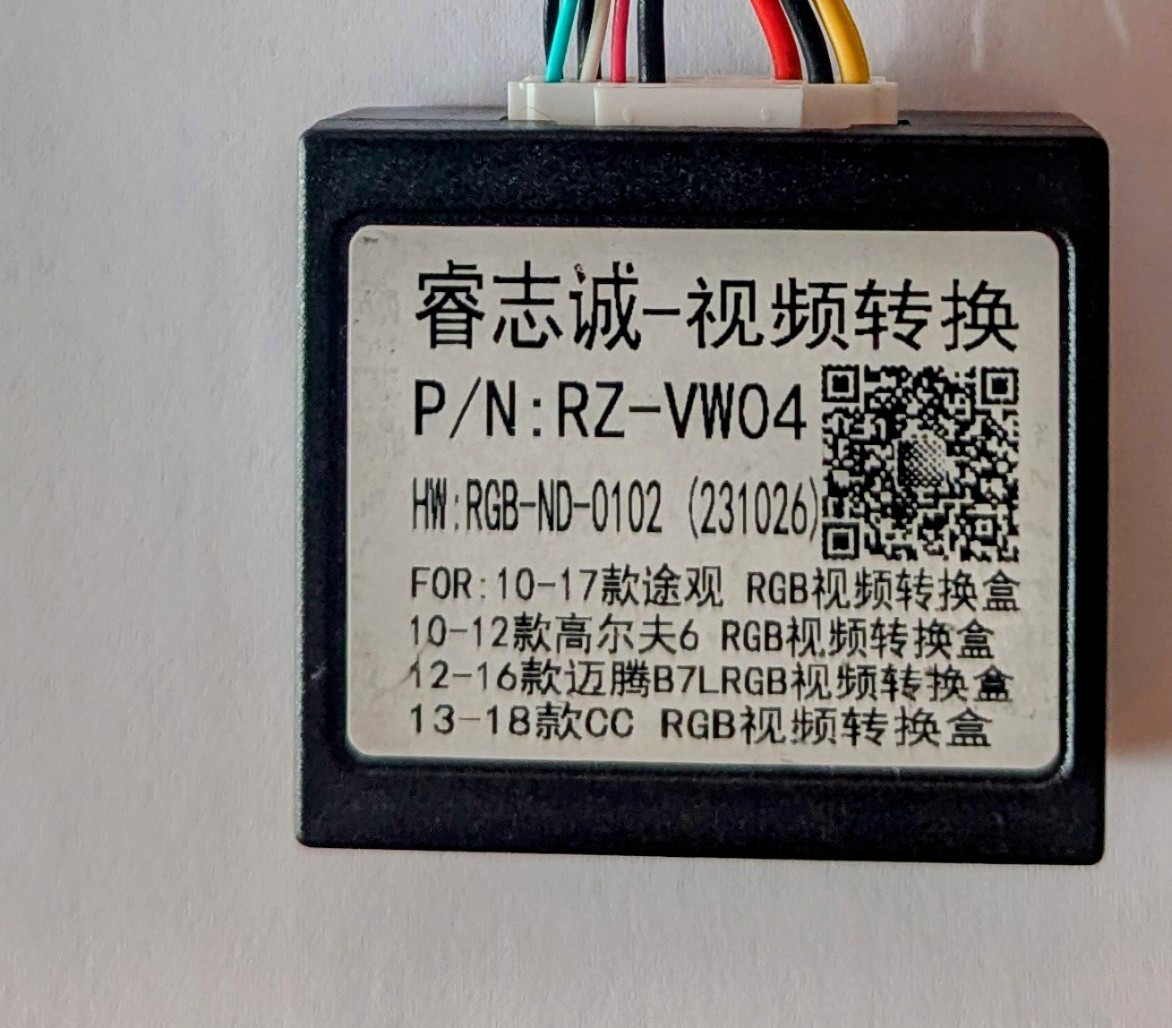 睿志诚-视频转换
P/N:RZ-VW04
HW:RGB-ND-0102 (231026)
FOR:10-17款途观 RGB视频转换盒
10-12款高尔夫6 RGB视频转换盒
12-16款迈腾B7LRGB视频转换盒
13-18款CC RGB视频转换盒